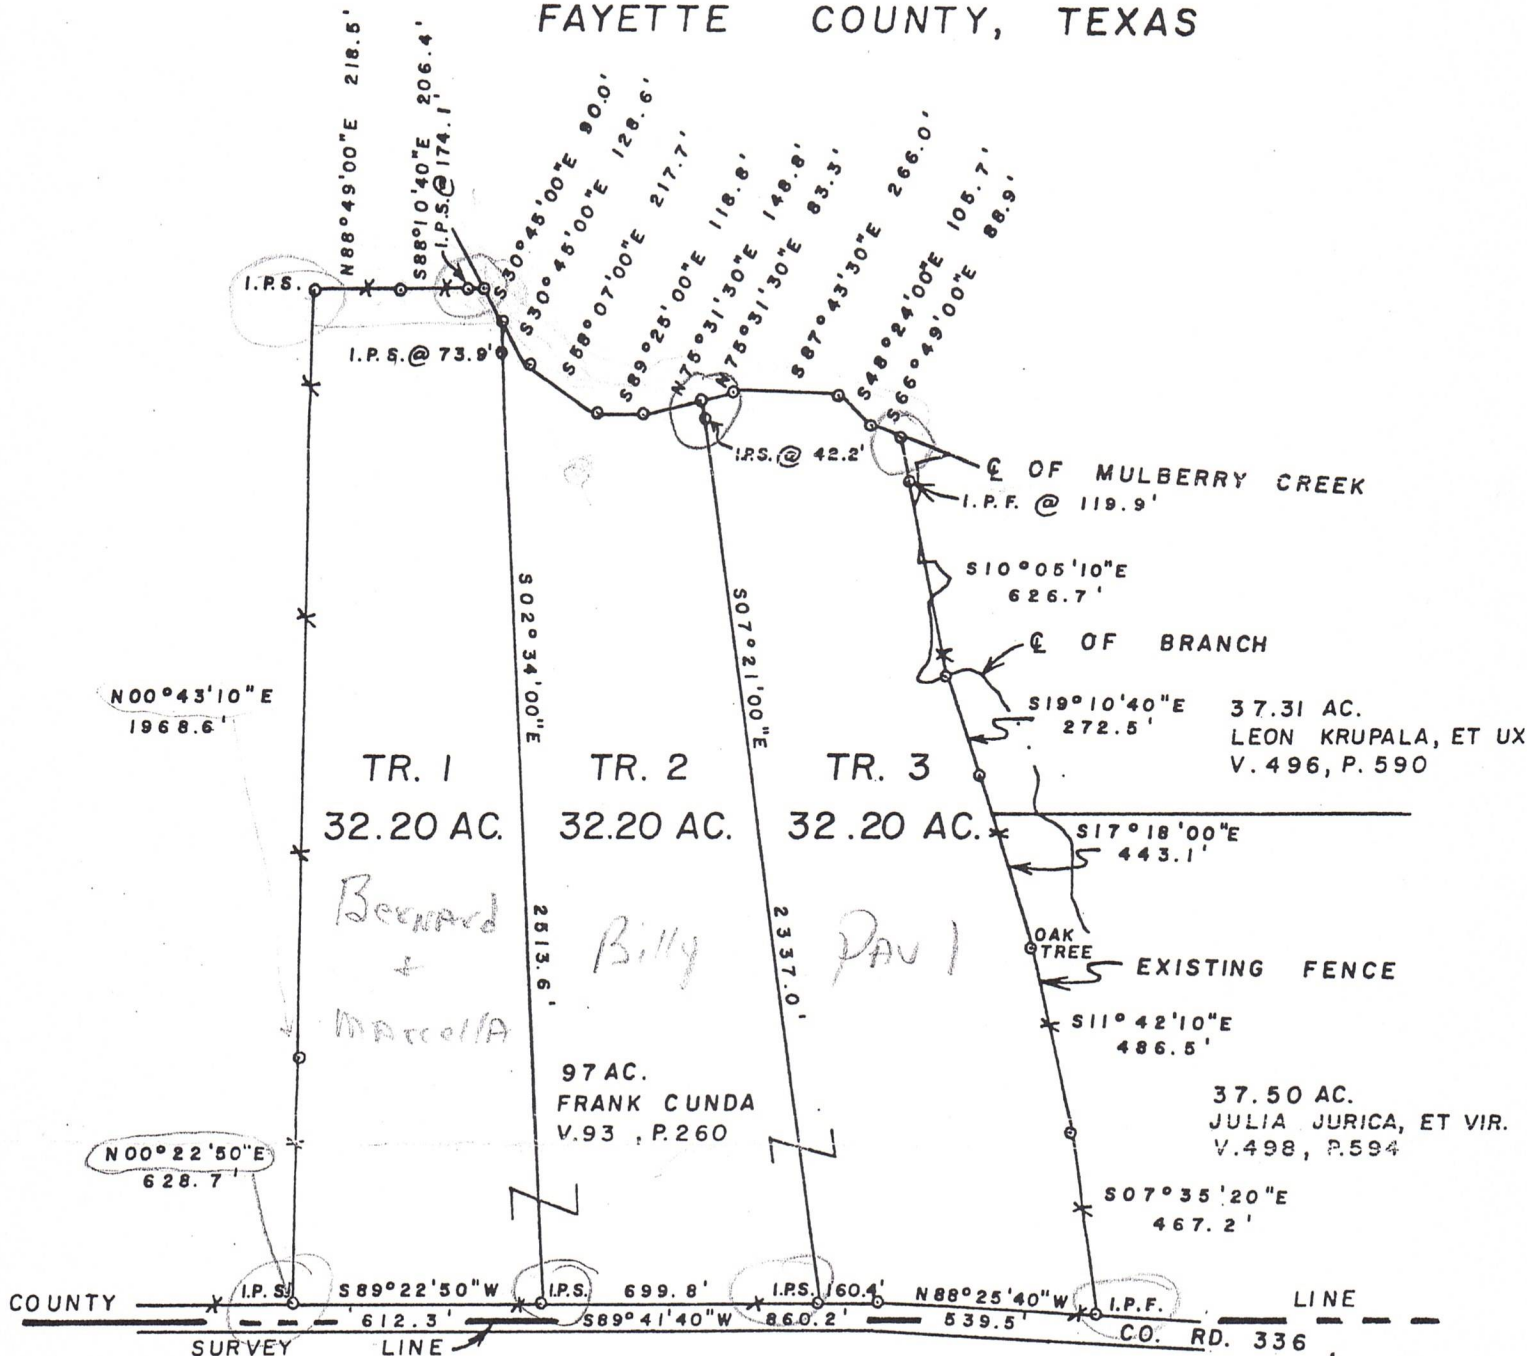 FAYETTE COUNTY, TEXAS
N88°49'00"E 218.5'
S88°10'40"E 206.4'
I.P.S.@174.1'
S30°45'00"E 90.0'
S30°45'00"E 128.6'
S58°07'00"E 217.7'
S89°25'00"E 118.8'
N75°31'30"E 148.8'
N75°31'30"E 83.3'
S87°43'30"E 266.0'
S48°24'00"E 105.7'
S66°49'00"E 88.9'
I.P.S.
I.P.S.@ 73.9'
I.P.S.@ 42.2'
℄ OF MULBERRY CREEK
I.P.F. @ 119.9'
S10°05'10"E
626.7'
S02°34'00"E
2513.6'
S07°21'00"E
2337.0'
℄ OF BRANCH
N00°43'10"E
1968.6'
S19°10'40"E
272.5'
37.31 AC.
LEON KRUPALA, ET UX
V. 496, P. 590
TR. 1
32.20 AC.
TR. 2
32.20 AC.
TR. 3
32.20 AC.
S17°18'00"E
443.1'
Bernard
+
Marcella
Billy
Paul
OAK
TREE
EXISTING FENCE
S11°42'10"E
486.5'
97 AC.
FRANK CUNDA
V.93 , P.260
37.50 AC.
JULIA JURICA, ET VIR.
V.498, P.594
N00°22'50"E
628.7'
S07°35'20"E
467.2'
COUNTY
I.P.S.
S89°22'50"W
612.3'
I.P.S.
699.8'
S89°41'40"W 860.2'
I.P.S.
160.4'
N88°25'40"W
539.5'
I.P.F.
LINE
CO. RD. 336
SURVEY LINE